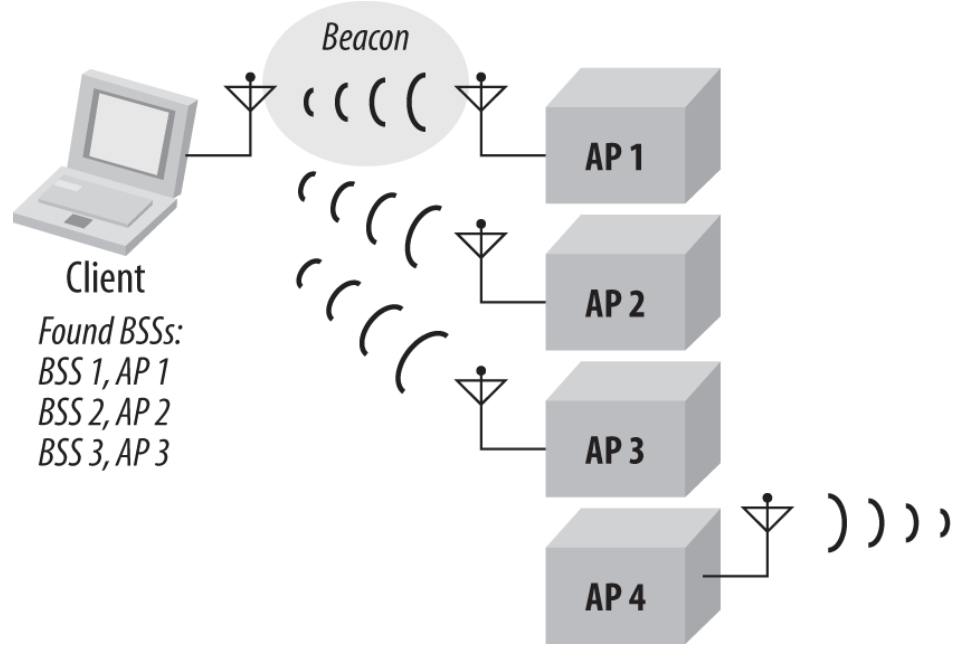 Beacon
AP 1
AP 2
AP 3
AP 4
Client
Found BSSs:
BSS 1, AP 1
BSS 2, AP 2
BSS 3, AP 3